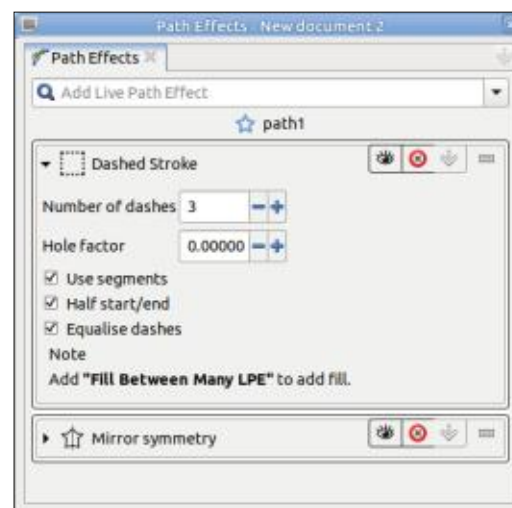 Path Effects - New document 2
Path Effects
Add Live Path Effect
path1
Dashed Stroke
Number of dashes 3
Hole factor 0.00000
Use segments
Half start/end
Equalise dashes
Note
Add "Fill Between Many LPE" to add fill.
Mirror symmetry